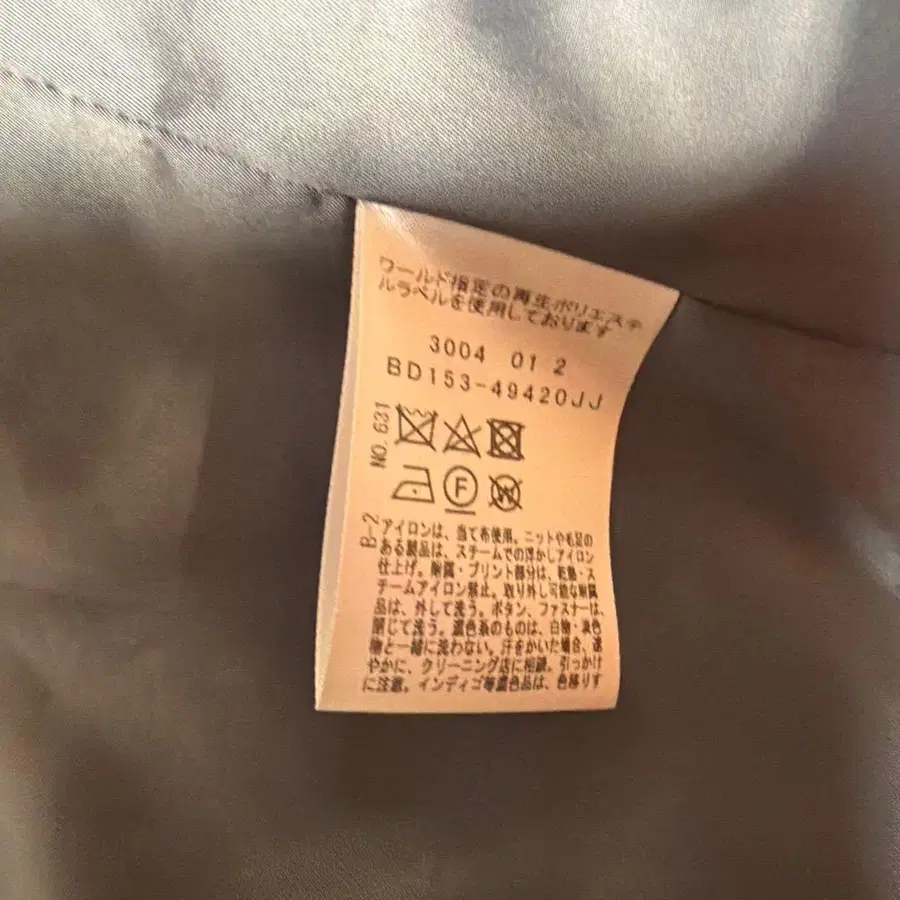 ワールド指定の再生ポリエステ
ルラベルを使用しております
3004 01 2
BD153-49420JJ
NO.631
F
W
B-2
アイロンは、当て布使用。ニットや毛足の
ある製品は、スチームでの浮かしアイロン
仕上げ。附属・プリント部分は、乾熱・ス
チームアイロン禁止。取り外し可能な附属
品は、外して洗う。ボタン、ファスナーは、
閉じて洗う。濃色系のものは、白物・淡色
物と一緒に洗わない。汗をかいた場合、速
やかに、クリーニング店に相談。引っかけ
に注意。インディゴ等濃色品は、色移りす